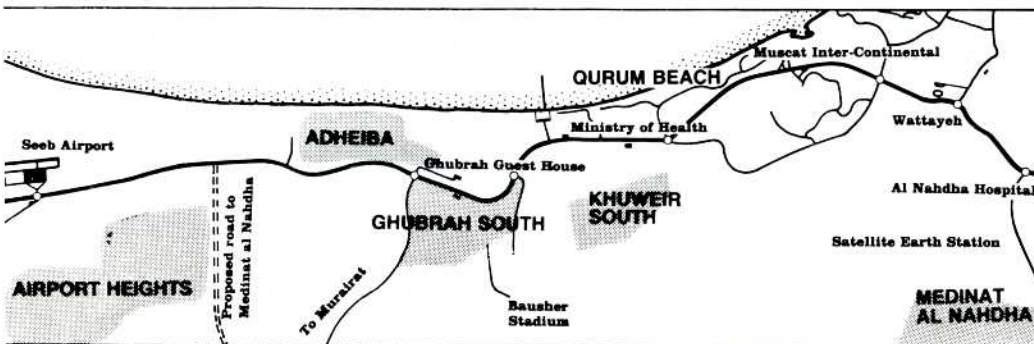 Muscat Inter-Continental
QURUM BEACH
Ministry of Health
Wattayeh
ADHEIBA
Seeb Airport
Ghubrah Guest House
Al Nahdha Hospital
KHUWEIR
SOUTH
GHUBRAH SOUTH
Satellite Earth Station
AIRPORT HEIGHTS
Proposed road to
Medinat al Nahdha
To Murairat
Bausher
Stadium
MEDINAT
AL NAHDHA